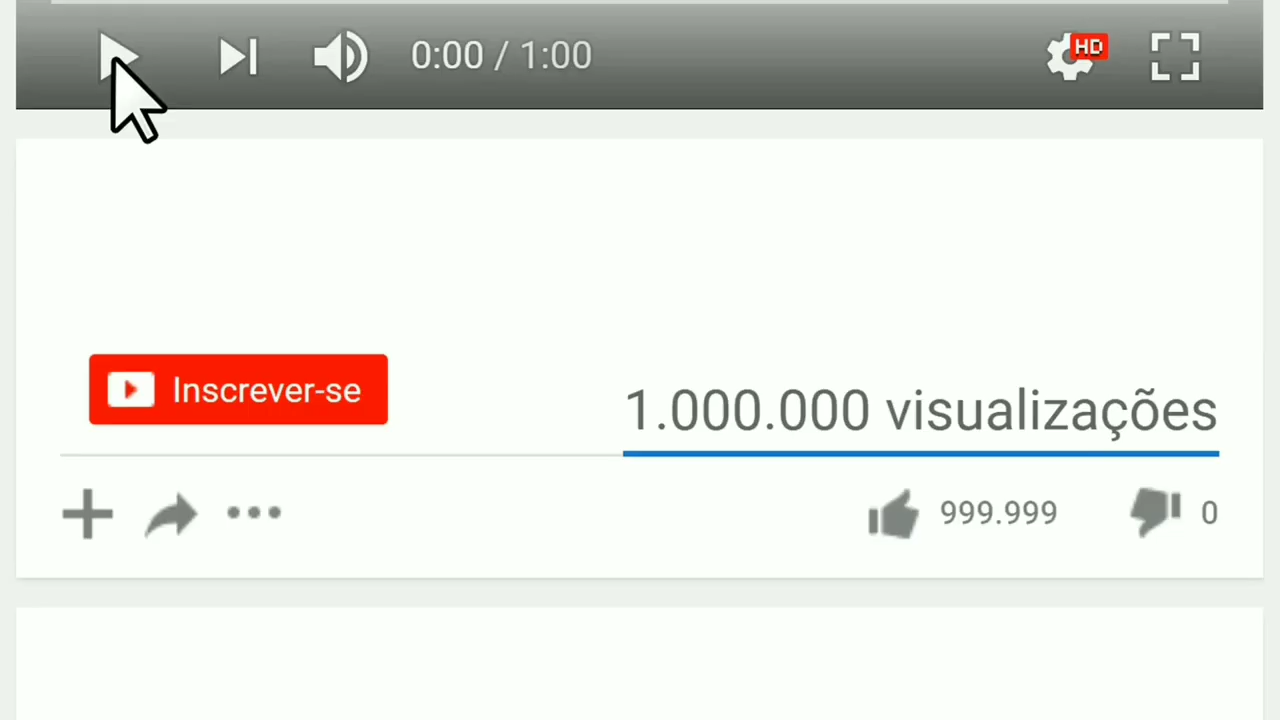 0:00 / 1:00
HD
Inscrever-se
1.000.000 visualizações
999.999
0